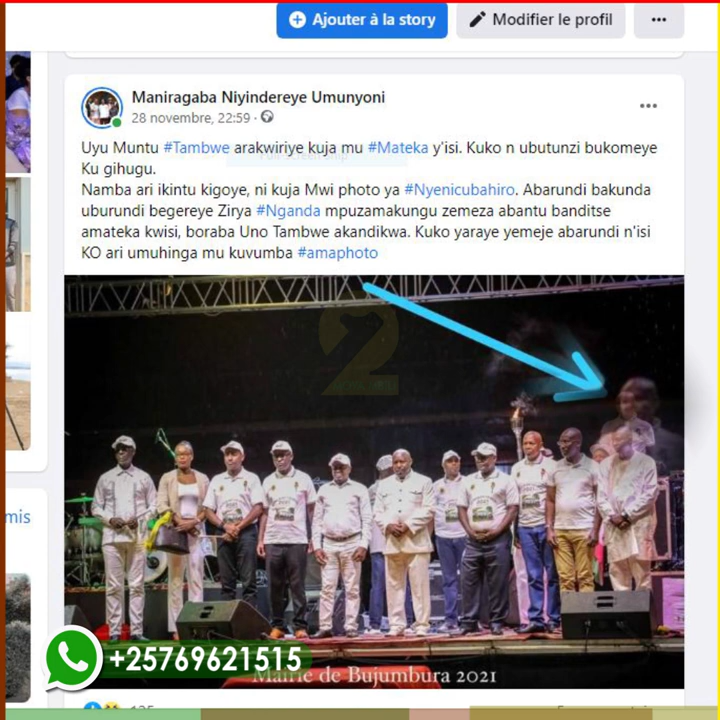 Ajouter à la story
Modifier le profil
Maniragaba Niyindereye Umunyoni
28 novembre, 22:59
Uyu Muntu #Tambwe arakwiriye kuja mu #Mateka y'isi. Kuko n ubutunzi bukomeye
Ku gihugu.
Namba ari ikintu kigoye, ni kuja Mwi photo ya #Nyenicubahiro. Abarundi bakunda
uburundi begereye Zirya #Nganda mpuzamakungu zemeza abantu banditse
amateka kwisi, boraba Uno Tambwe akandikwa. Kuko yaraye yemeje abarundi n'isi
KO ari umuhinga mu kuvumba #amaphoto
mis
2
+25769621515
Mairie de Bujumbura 2021